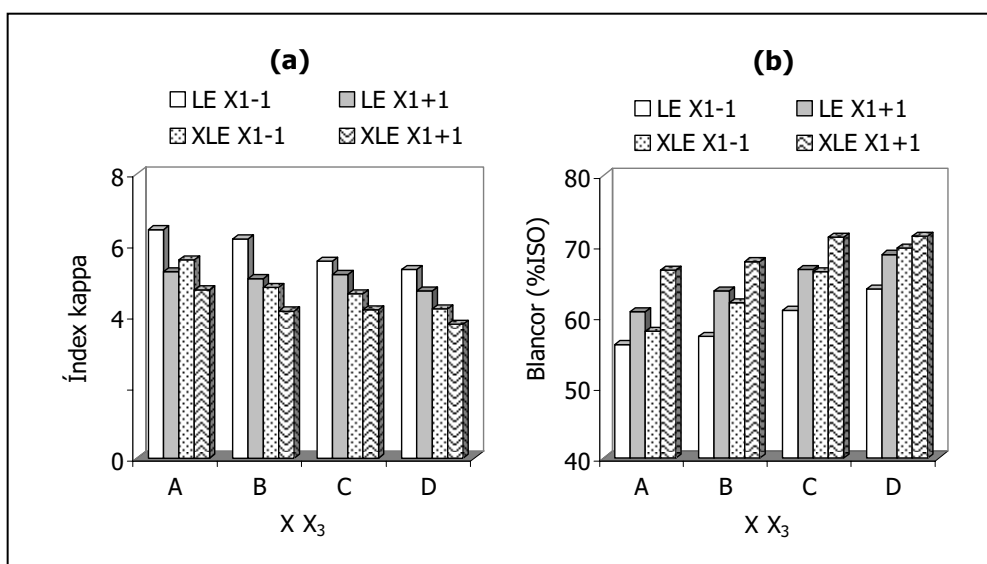 (a)
LE X1-1 LE X1+1
XLE X1-1 XLE X1+1
Índex kappa
8
6
4
0
A B C D
X X₃
(b)
LE X1-1 LE X1+1
XLE X1-1 XLE X1+1
Blancor (%ISO)
80
70
60
50
40
A B C D
X X₃